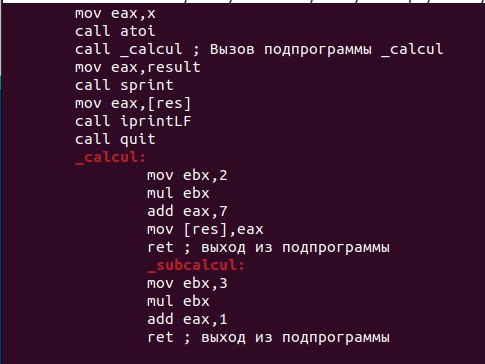 mov eax,x
call atoi
call _calcul ; Вызов подпрограммы _calcul
mov eax,result
call sprint
mov eax,[res]
call iprintLF
call quit
_calcul:
mov ebx,2
mul ebx
add eax,7
mov [res],eax
ret ; выход из подпрограммы
_subcalcul:
mov ebx,3
mul ebx
add eax,1
ret ; выход из подпрограммы